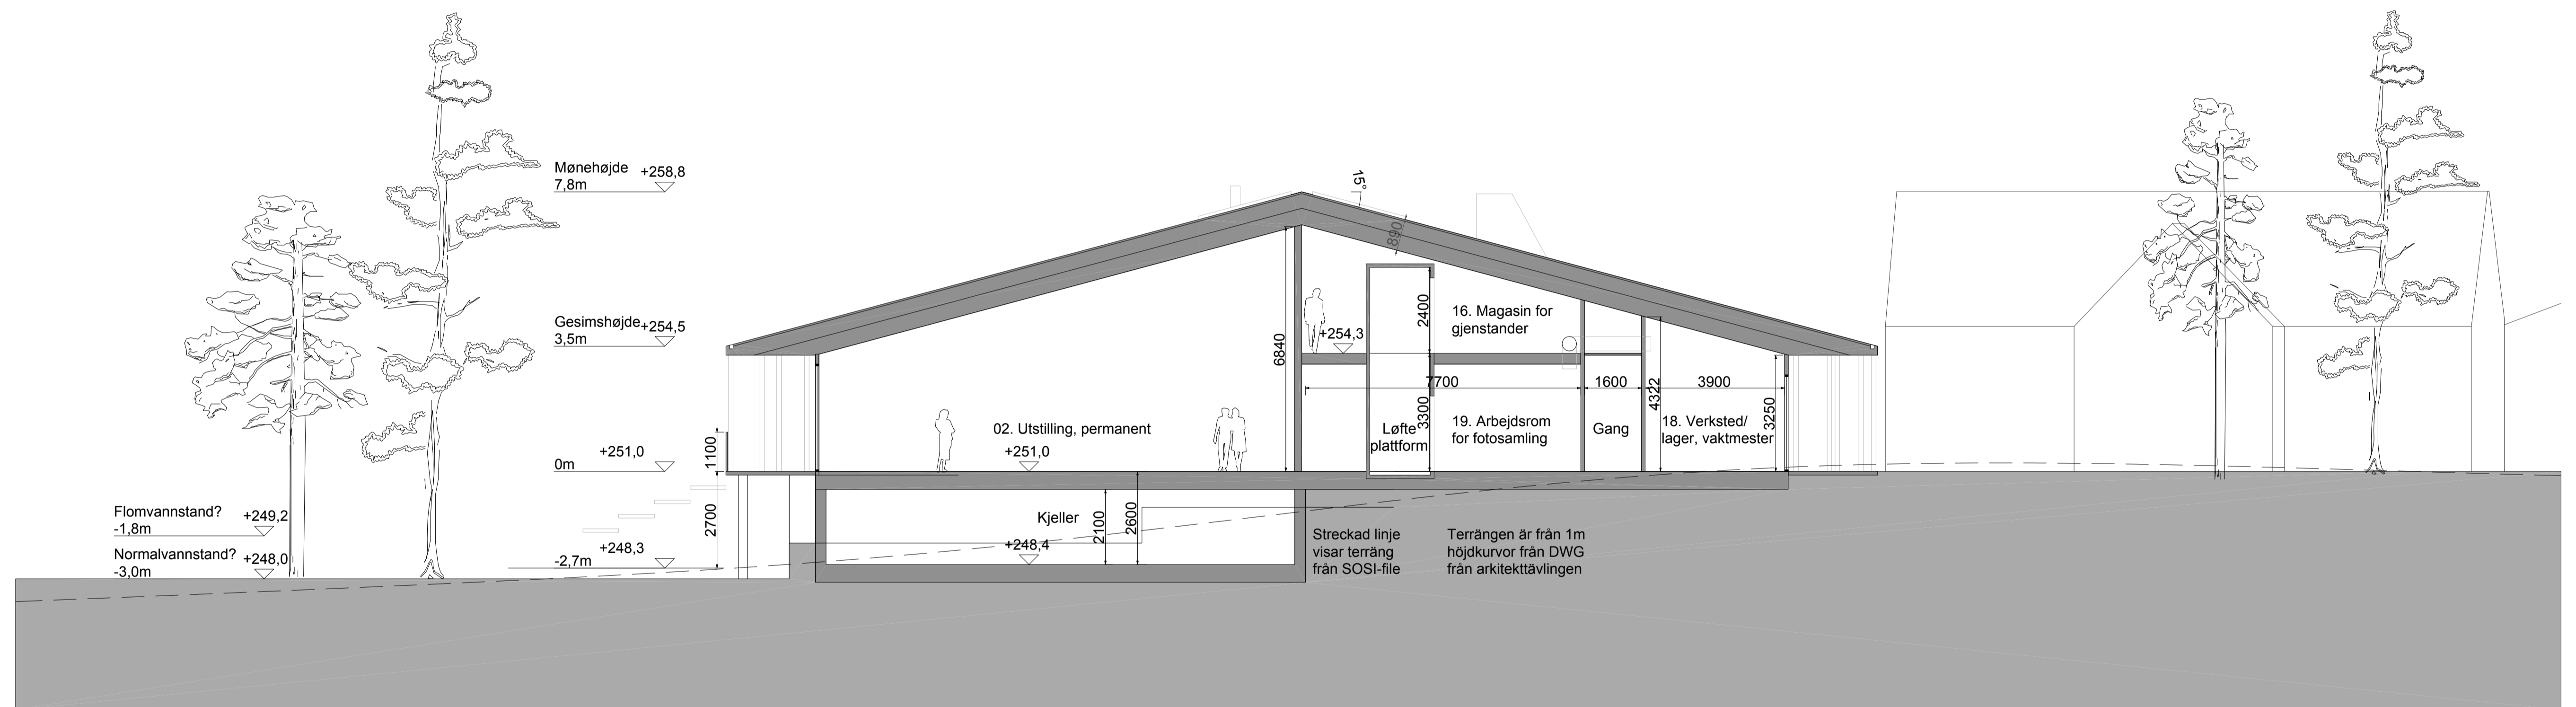 Mønehøjde +258,8
7,8m
15°
890
Gesimshøjde +254,5
3,5m
6840
2400
16. Magasin for
gjenstander
+254,3
7700
1600
3900
4322
3250
3300
02. Utstilling, permanent
+251,0
Løfte
plattform
19. Arbejdsrom
for fotosamling
Gang
18. Verksted/
lager, vaktmester
1100
+251,0
0m
2700
Flomvannstand? +249,2
-1,8m
Normalvannstand? +248,0
-3,0m
+248,3
-2,7m
Kjeller
+248,4
2100
2600
Streckad linje
visar terräng
från SOSI-file
Terrängen är från 1m
höjdkurvor från DWG
från arkitekttävlingen